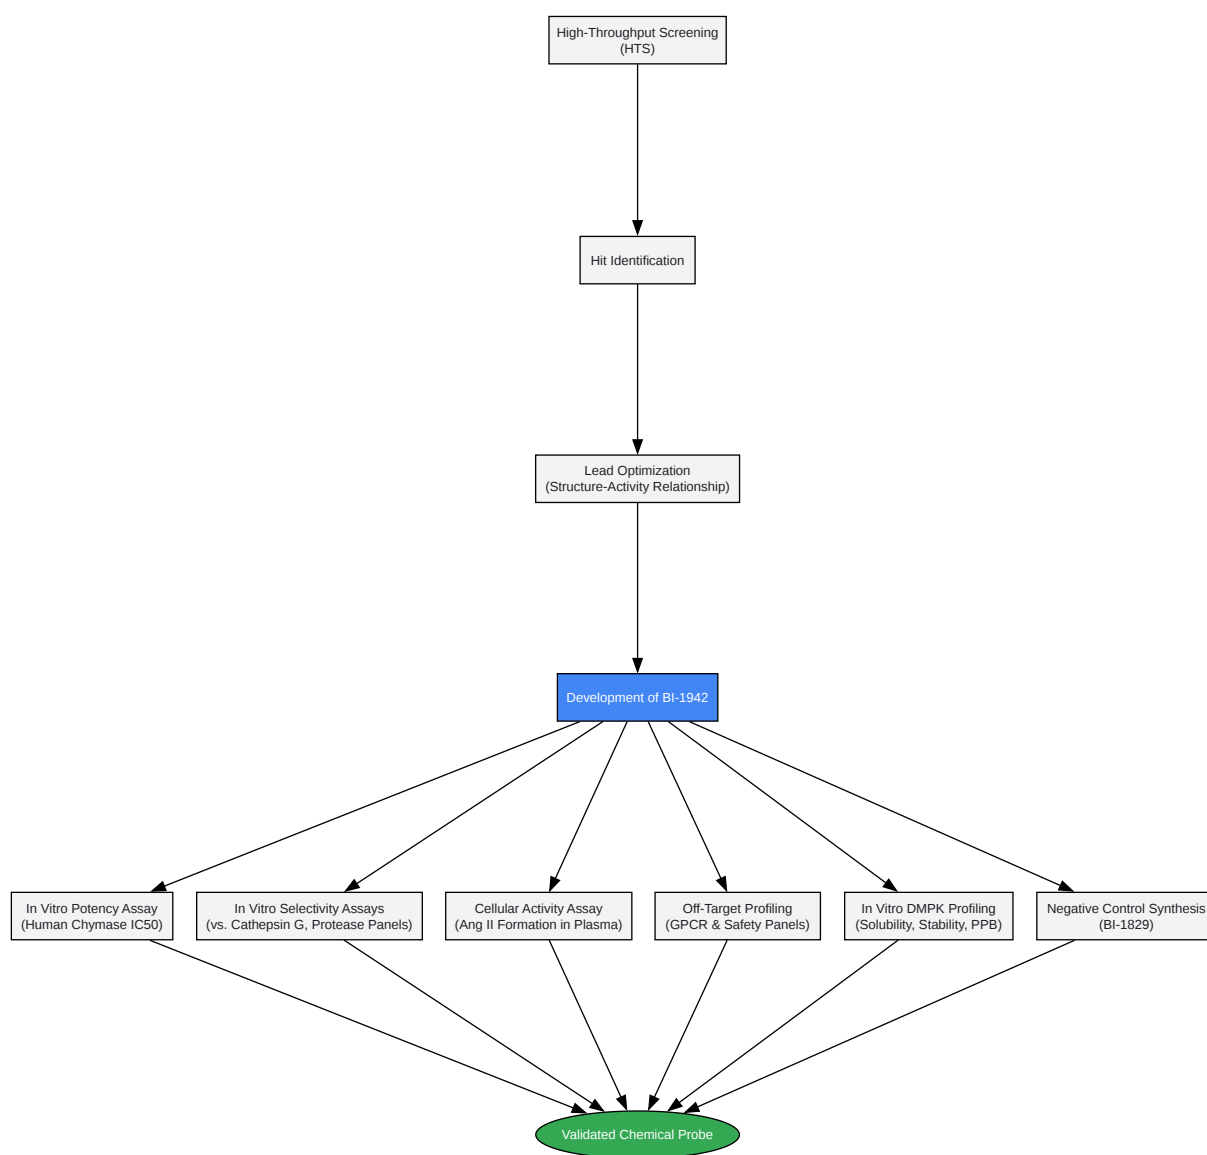 High-Throughput Screening
(HTS)
Hit Identification
Lead Optimization
(Structure-Activity Relationship)
Development of BI-1942
In Vitro Potency Assay
(Human Chymase IC50)
In Vitro Selectivity Assays
(vs. Cathepsin G, Protease Panels)
Cellular Activity Assay
(Ang II Formation in Plasma)
Off-Target Profiling
(GPCR & Safety Panels)
In Vitro DMPK Profiling
(Solubility, Stability, PPB)
Negative Control Synthesis
(BI-1829)
Validated Chemical Probe